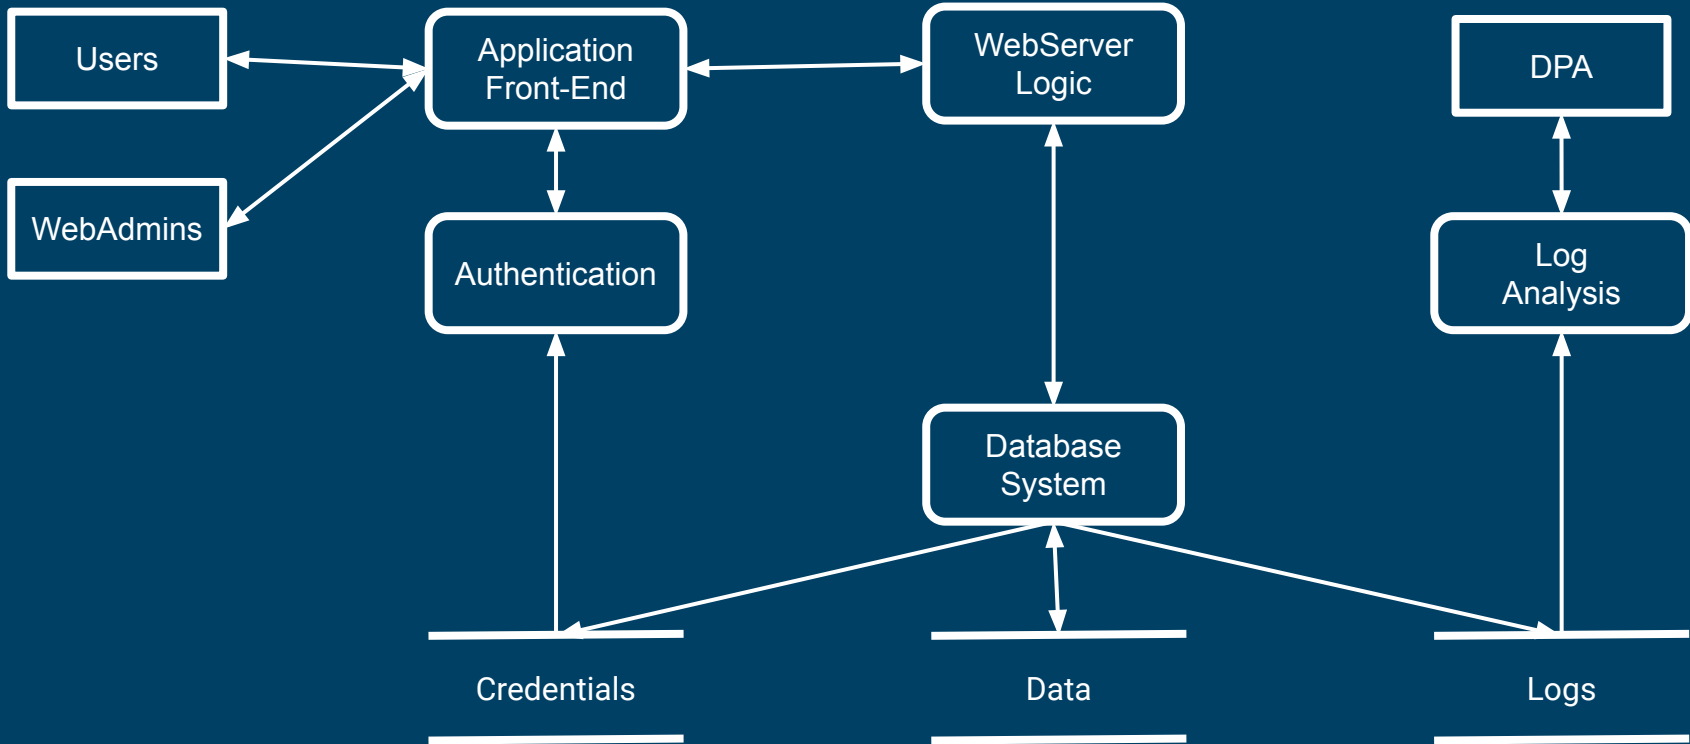 Users
Application
Front-End
WebServer
Logic
DPA
WebAdmins
Authentication
Log
Analysis
Database
System
Credentials
Data
Logs